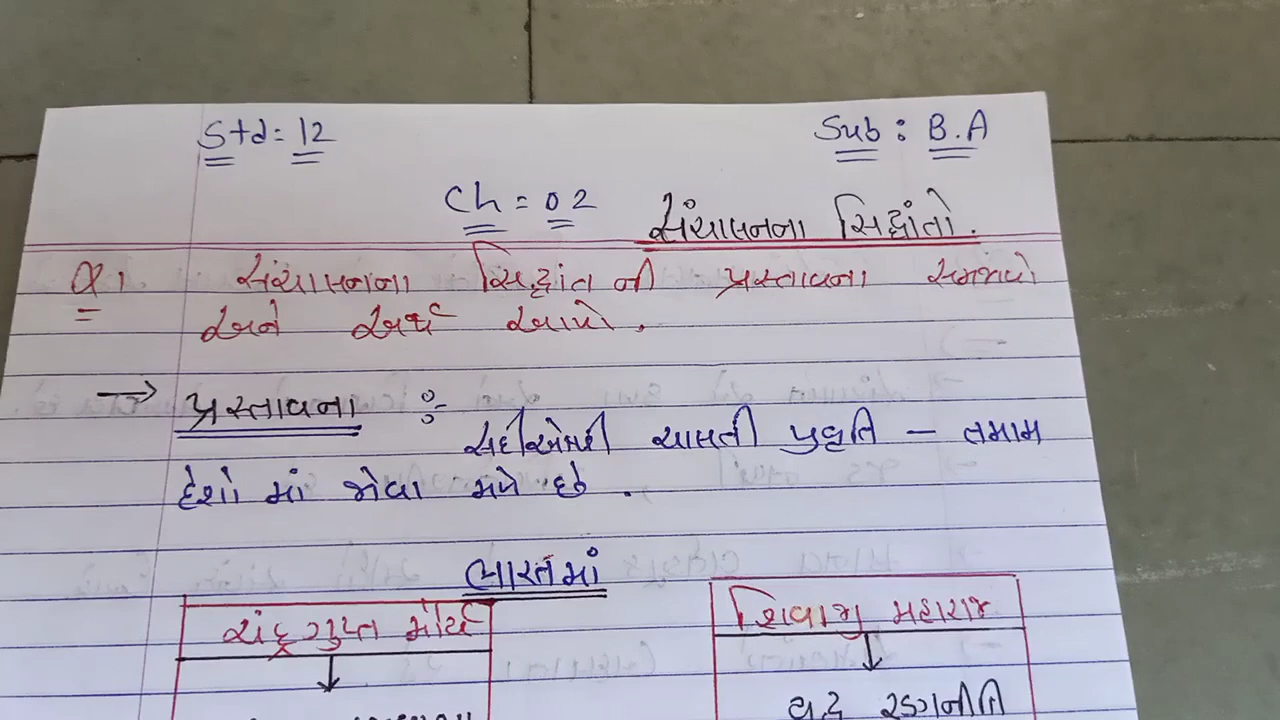 Std = 12
Sub : B.A
Ch = 02 સંચાલનના સિદ્ધાંતો.
Q1. સંચાલનના સિદ્ધાંત ની પ્રસ્તાવના સમજાવો
અને અર્થ આપો.
→ પ્રસ્તાવના :-
સદીઓથી ચાલતી પ્રવૃતિ – તમામ
દેશો માં જોવા મળે છે.
ભારતમાં
ચંદ્રગુપ્ત મૌર્ય
શિવાજી મહારાજ
રણનીતિ